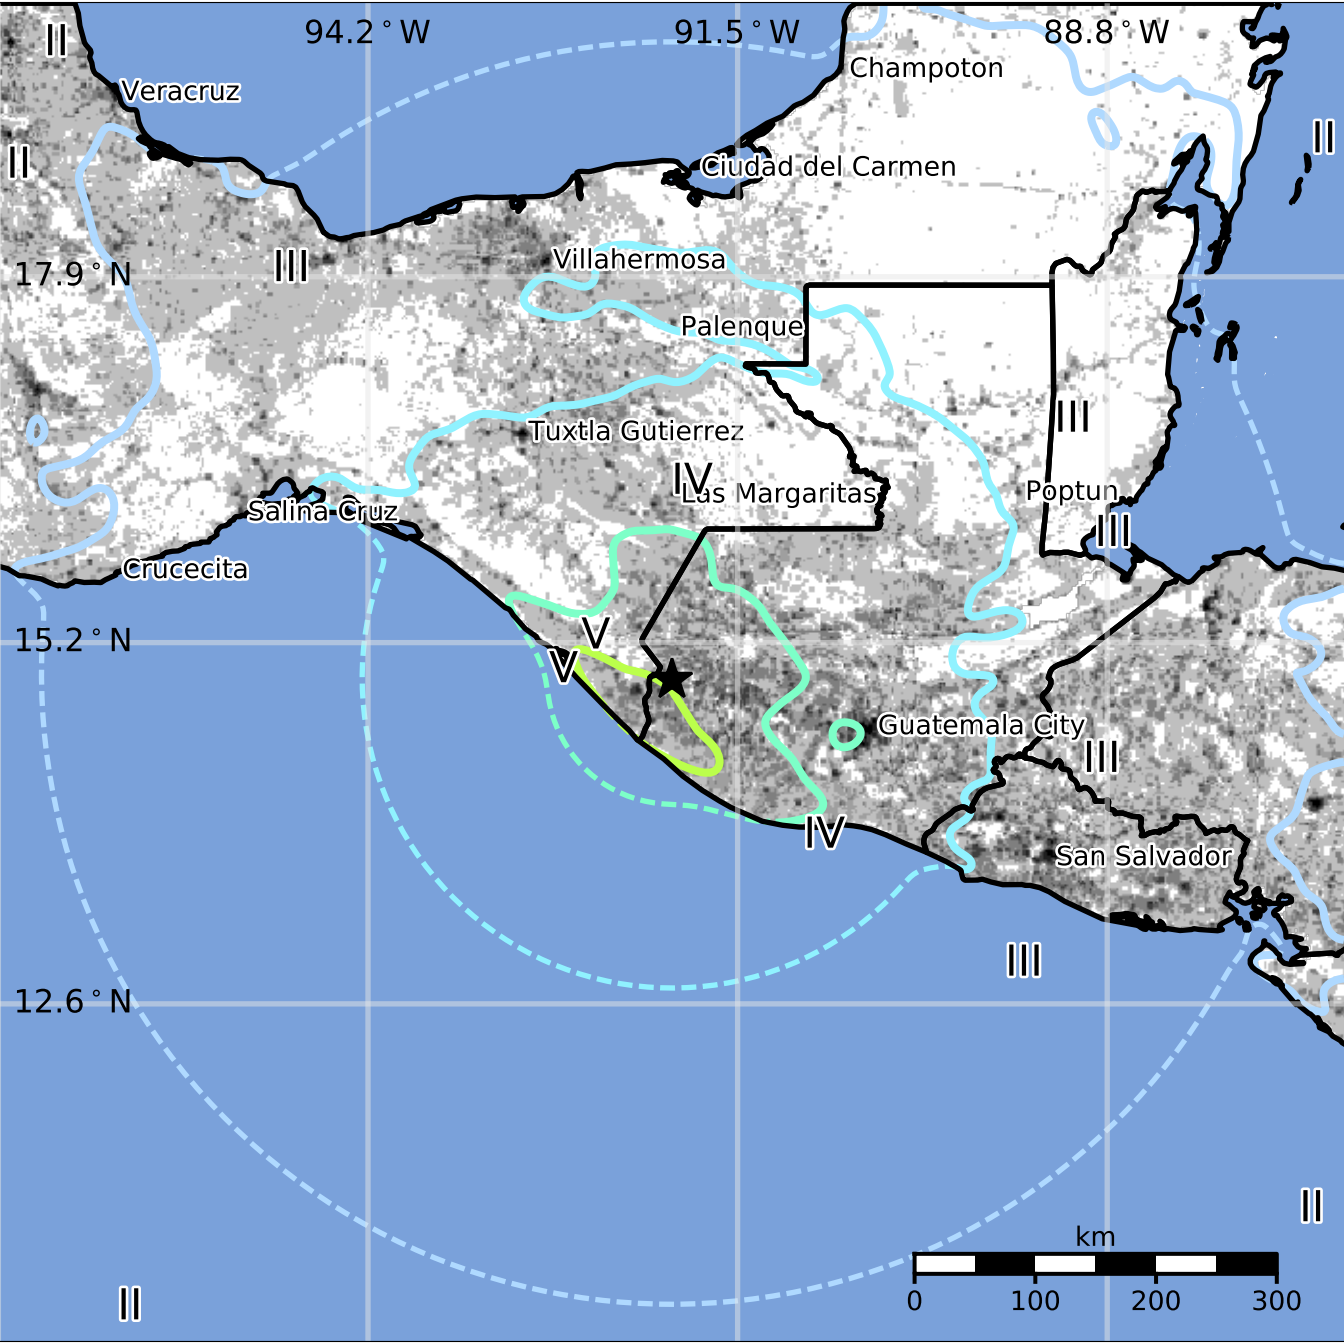 II
94.2°W
91.5°W
88.8°W
Champoton
Veracruz
II
II
Ciudad del Carmen
17.9°N
III
Villahermosa
Palenque
III
Tuxtla Gutierrez
IV
Las Margaritas
Poptun
Salina Cruz
III
Crucecita
15.2°N
V
V
Guatemala City
III
IV
San Salvador
III
12.6°N
II
km
II
0 100 200 300